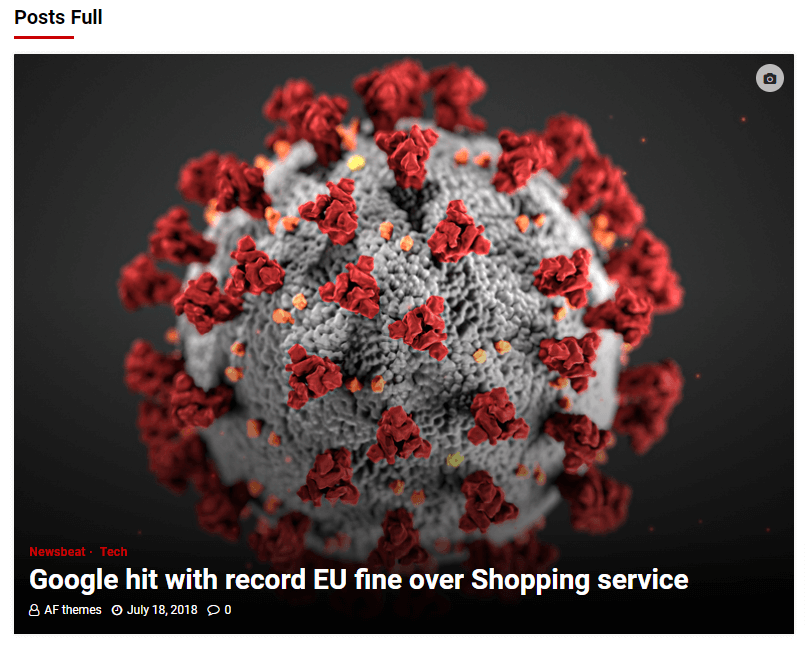 Posts Full
Newsbeat · Tech
Google hit with record EU fine over Shopping service
AF themes July 18, 2018 0